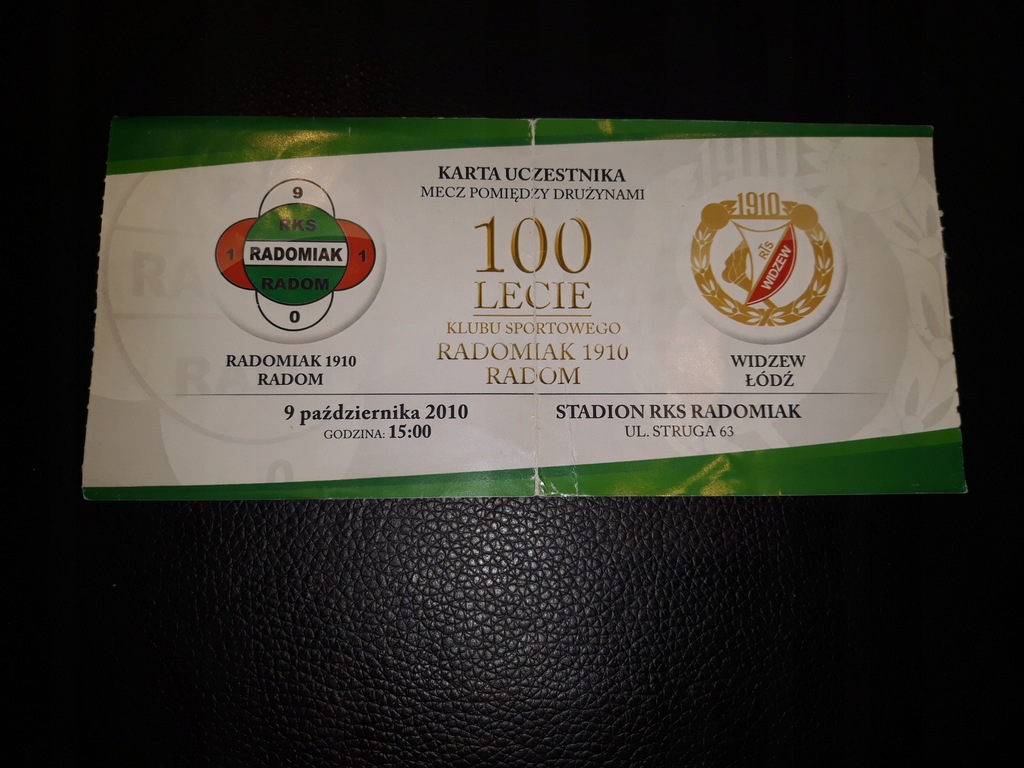 KARTA UCZESTNIKA
MECZ POMIĘDZY DRUŻYNAMI
100
LECIE
KLUBU SPORTOWEGO
RADOMIAK 1910
RADOM
9
RKS
1 RADOMIAK 1
RADOM
0
RADOMIAK 1910
RADOM
1910
RTS
WIDZEW
WIDZEW
ŁÓDŹ
9 października 2010
GODZINA: 15:00
STADION RKS RADOMIAK
UL. STRUGA 63